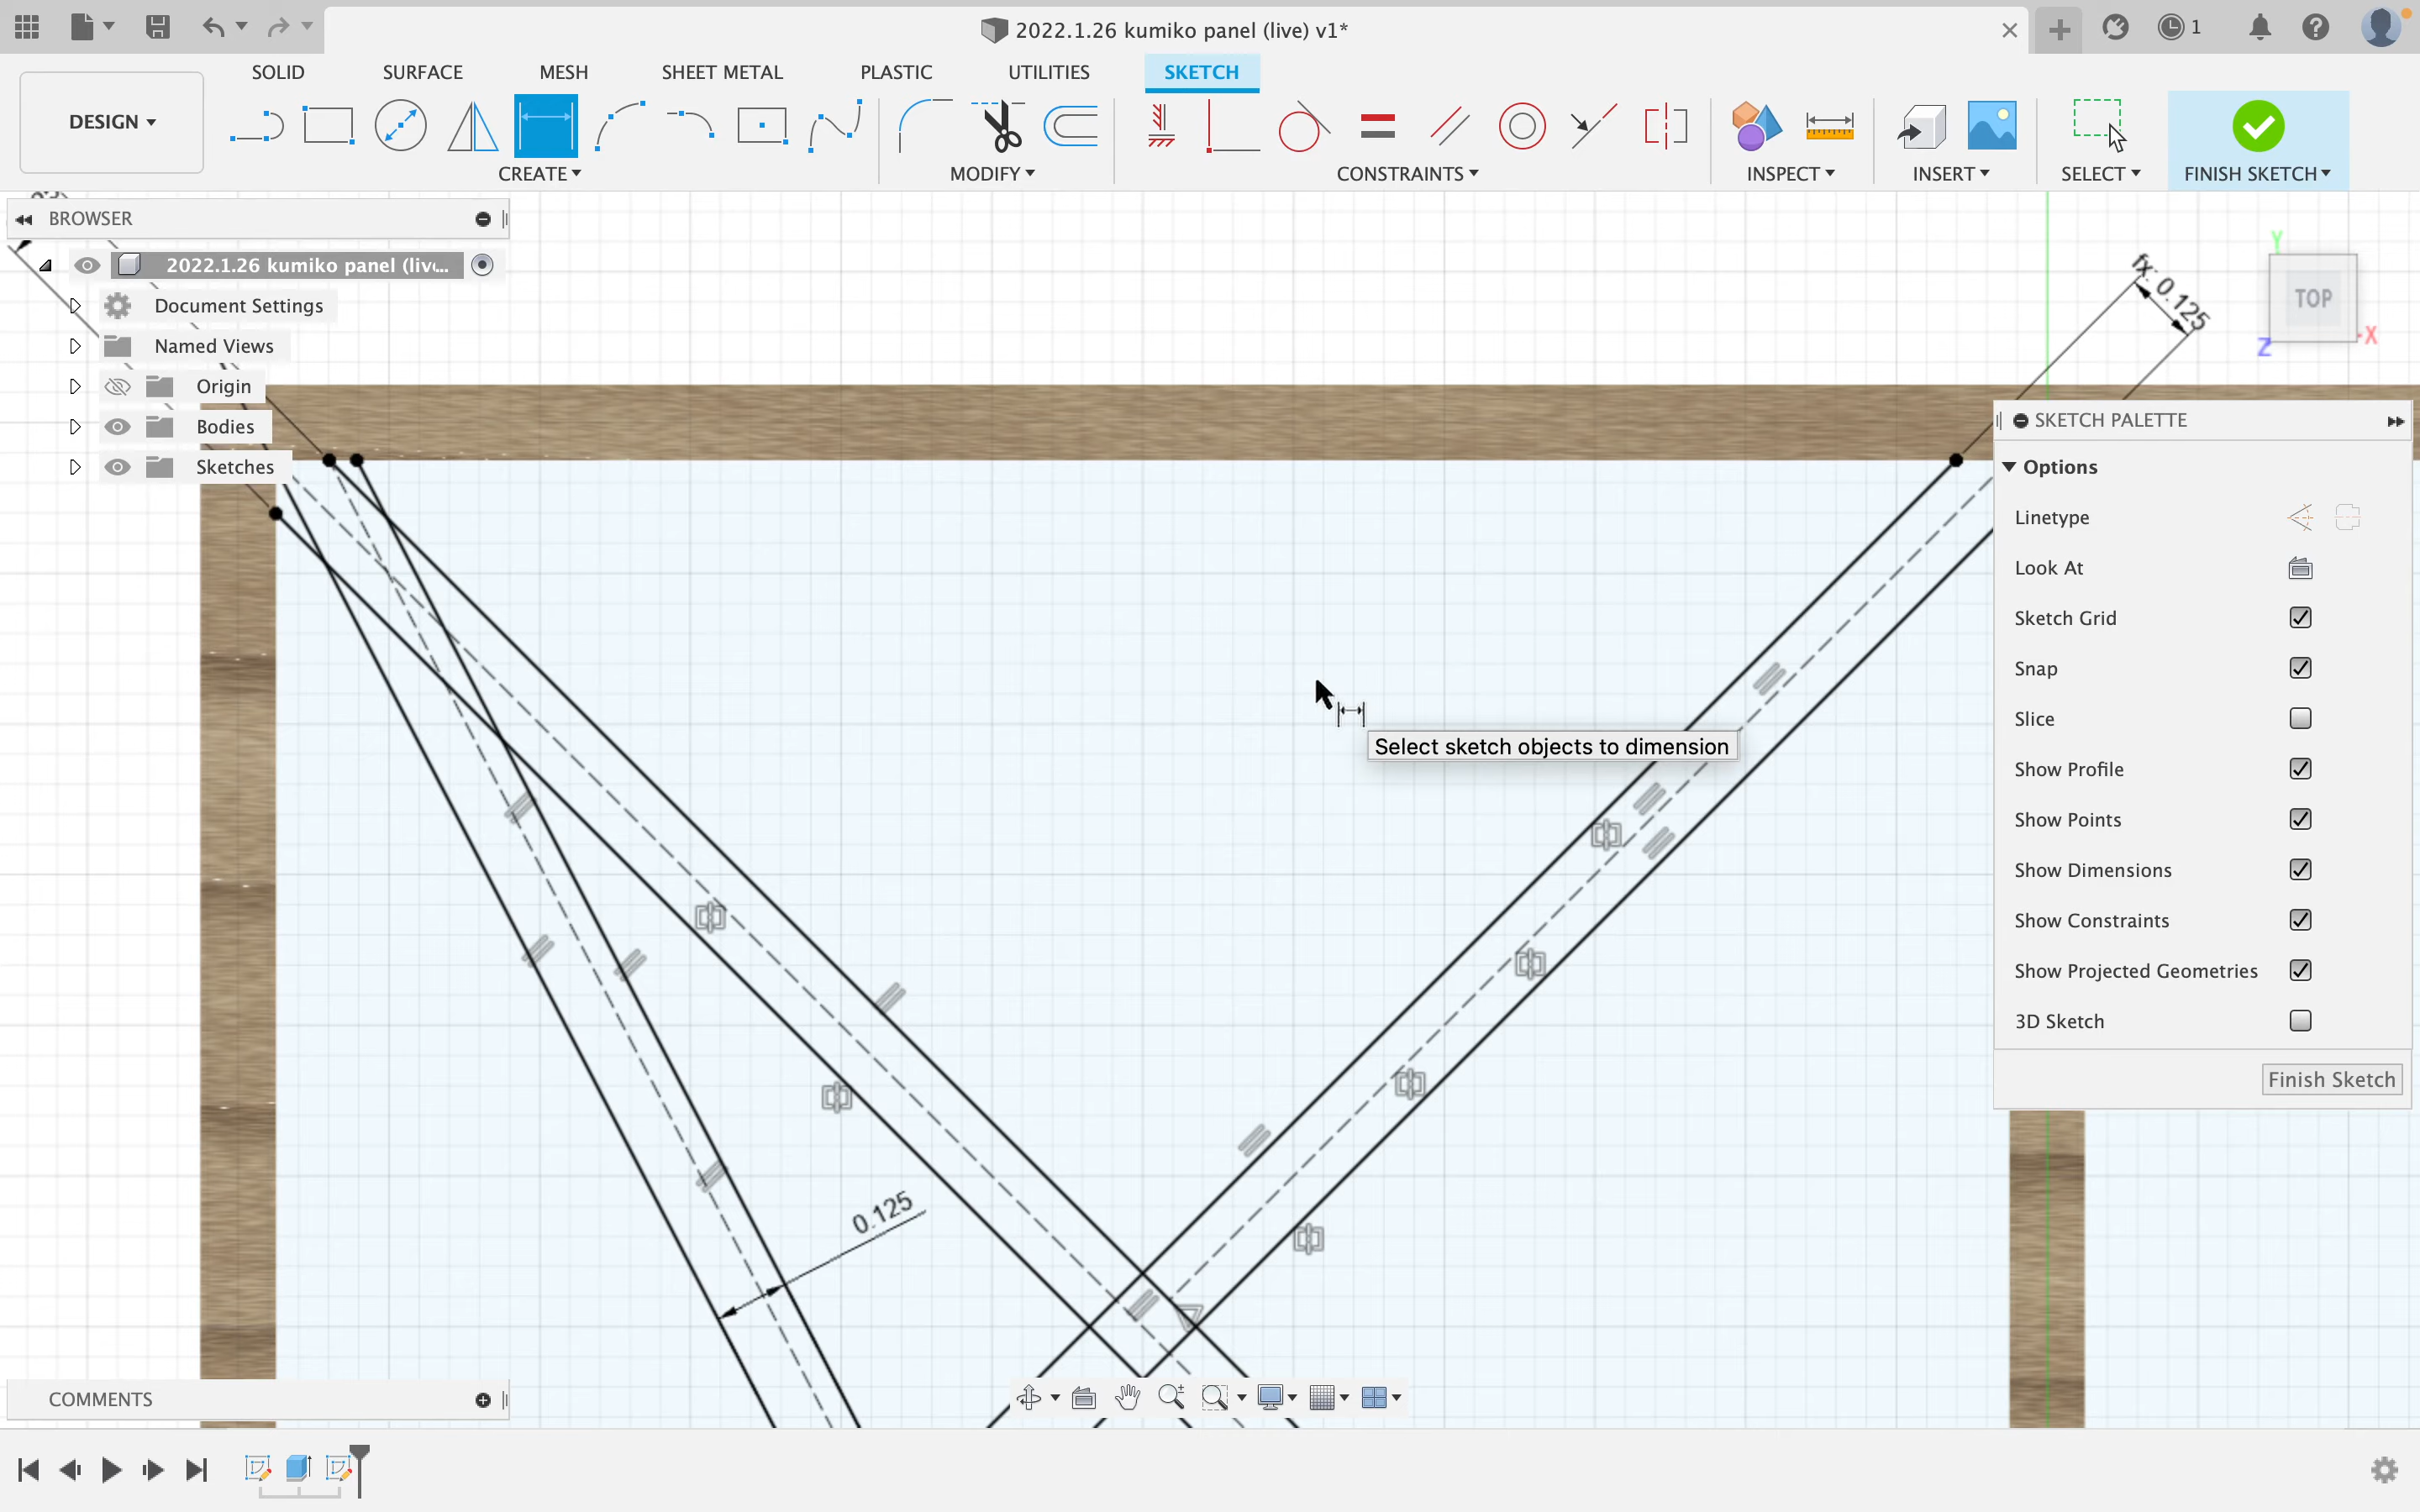 2022.1.26 kumiko panel (live) v1*
1
DESIGN
SOLID
SURFACE
MESH
SHEET METAL
PLASTIC
UTILITIES
SKETCH
CREATE
MODIFY
CONSTRAINTS
INSPECT
INSERT
SELECT
FINISH SKETCH
BROWSER
2022.1.26 kumiko panel (liv...
Document Settings
Named Views
Origin
Bodies
Sketches
fx: 0.125
Y
TOP
X
Z
SKETCH PALETTE
Options
Linetype
Look At
Sketch Grid
Snap
Slice
Show Profile
Show Points
Show Dimensions
Show Constraints
Show Projected Geometries
3D Sketch
Finish Sketch
Select sketch objects to dimension
0.125
COMMENTS